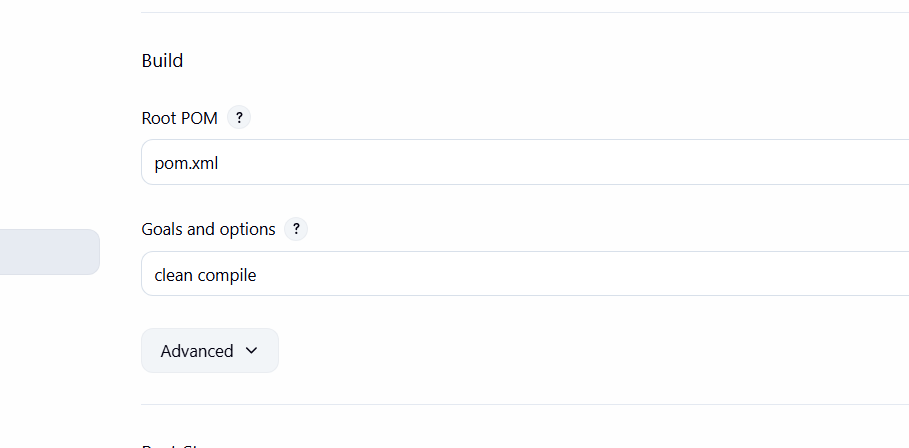 Build
Root POM ?
pom.xml
Goals and options ?
clean compile
Advanced